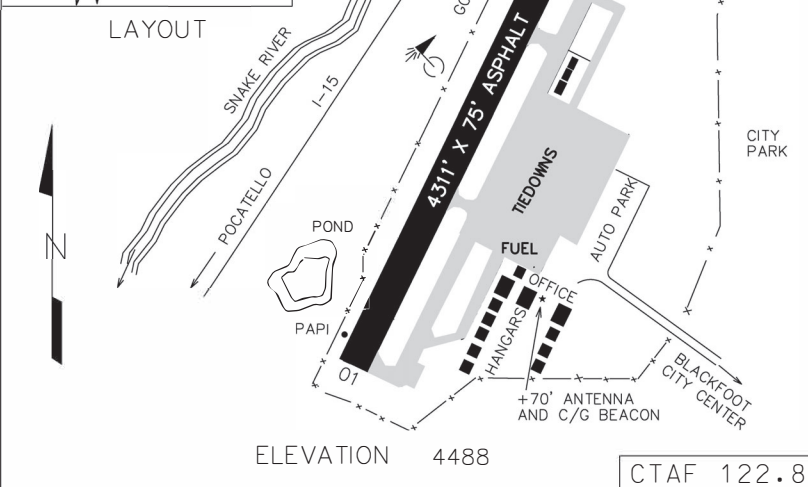 LAYOUT
SNAKE RIVER
I-15
GO
4311' X 75' ASPHALT
CITY
PARK
TIEDOWNS
N
POCATELLO
POND
AUTO PARK
FUEL
OFFICE
HANGARS
PAPI
01
+70' ANTENNA
AND C/G BEACON
BLACKFOOT
CITY CENTER
ELEVATION 4488
CTAF 122.8